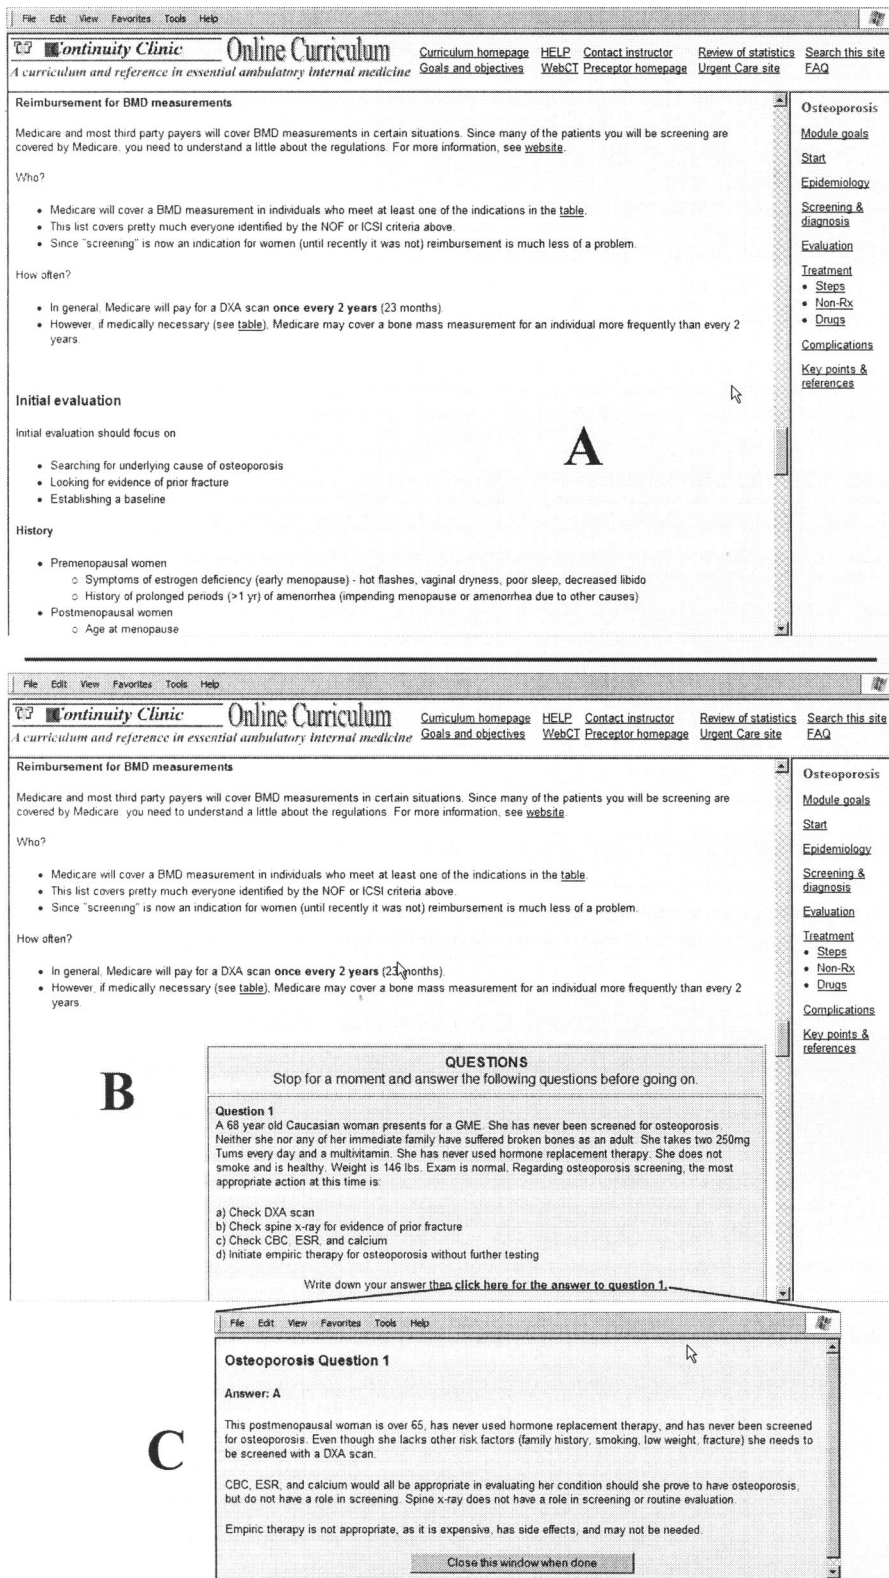 File Edit View Favorites Tools Help
Continuity Clinic Online Curriculum
A curriculum and reference in essential ambulatory internal medicine
Curriculum homepage HELP Contact instructor Review of statistics Search this site
Goals and objectives WebCT Preceptor homepage Urgent Care site FAQ
Reimbursement for BMD measurements
Medicare and most third party payers will cover BMD measurements in certain situations. Since many of the patients you will be screening are
covered by Medicare, you need to understand a little about the regulations. For more information, see website.
Who?
• Medicare will cover a BMD measurement in individuals who meet at least one of the indications in the table.
• This list covers pretty much everyone identified by the NOF or ICSI criteria above.
• Since "screening" is now an indication for women (until recently it was not) reimbursement is much less of a problem.
How often?
• In general, Medicare will pay for a DXA scan once every 2 years (23 months).
• However, if medically necessary (see table), Medicare may cover a bone mass measurement for an individual more frequently than every 2
years.
Initial evaluation
Initial evaluation should focus on
• Searching for underlying cause of osteoporosis
• Looking for evidence of prior fracture
• Establishing a baseline
History
• Premenopausal women
○ Symptoms of estrogen deficiency (early menopause) - hot flashes, vaginal dryness, poor sleep, decreased libido
○ History of prolonged periods (>1 yr) of amenorrhea (impending menopause or amenorrhea due to other causes)
• Postmenopausal women
○ Age at menopause
A
Osteoporosis
Module goals
Start
Epidemiology
Screening &
diagnosis
Evaluation
Treatment
• Steps
• Non-Rx
• Drugs
Complications
Key points &
references
File Edit View Favorites Tools Help
Continuity Clinic Online Curriculum
A curriculum and reference in essential ambulatory internal medicine
Curriculum homepage HELP Contact instructor Review of statistics Search this site
Goals and objectives WebCT Preceptor homepage Urgent Care site FAQ
Reimbursement for BMD measurements
Medicare and most third party payers will cover BMD measurements in certain situations. Since many of the patients you will be screening are
covered by Medicare, you need to understand a little about the regulations. For more information, see website.
Who?
• Medicare will cover a BMD measurement in individuals who meet at least one of the indications in the table.
• This list covers pretty much everyone identified by the NOF or ICSI criteria above.
• Since "screening" is now an indication for women (until recently it was not) reimbursement is much less of a problem.
How often?
• In general, Medicare will pay for a DXA scan once every 2 years (23 months).
• However, if medically necessary (see table), Medicare may cover a bone mass measurement for an individual more frequently than every 2
years.
B
QUESTIONS
Stop for a moment and answer the following questions before going on.
Question 1
A 68 year old Caucasian woman presents for a GME. She has never been screened for osteoporosis.
Neither she nor any of her immediate family have suffered broken bones as an adult. She takes two 250mg
Tums every day and a multivitamin. She has never used hormone replacement therapy. She does not
smoke and is healthy. Weight is 146 lbs. Exam is normal. Regarding osteoporosis screening, the most
appropriate action at this time is:
a) Check DXA scan
b) Check spine x-ray for evidence of prior fracture
c) Check CBC, ESR, and calcium
d) Initiate empiric therapy for osteoporosis without further testing
Write down your answer then click here for the answer to question 1.
Osteoporosis
Module goals
Start
Epidemiology
Screening &
diagnosis
Evaluation
Treatment
• Steps
• Non-Rx
• Drugs
Complications
Key points &
references
C
File Edit View Favorites Tools Help
Osteoporosis Question 1
Answer: A
This postmenopausal woman is over 65, has never used hormone replacement therapy, and has never been screened
for osteoporosis. Even though she lacks other risk factors (family history, smoking, low weight, fracture) she needs to
be screened with a DXA scan.
CBC, ESR, and calcium would all be appropriate in evaluating her condition should she prove to have osteoporosis,
but do not have a role in screening. Spine x-ray does not have a role in screening or routine evaluation.
Empiric therapy is not appropriate, as it is expensive, has side effects, and may not be needed.
Close this window when done